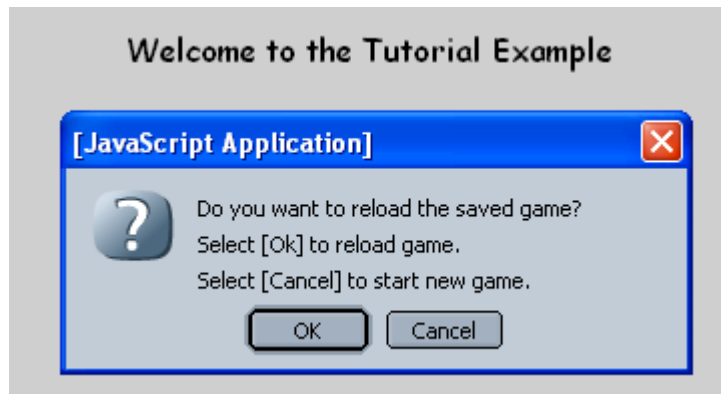 Welcome to the Tutorial Example
[JavaScript Application]
?
Do you want to reload the saved game?
Select [Ok] to reload game.
Select [Cancel] to start new game.
OK Cancel